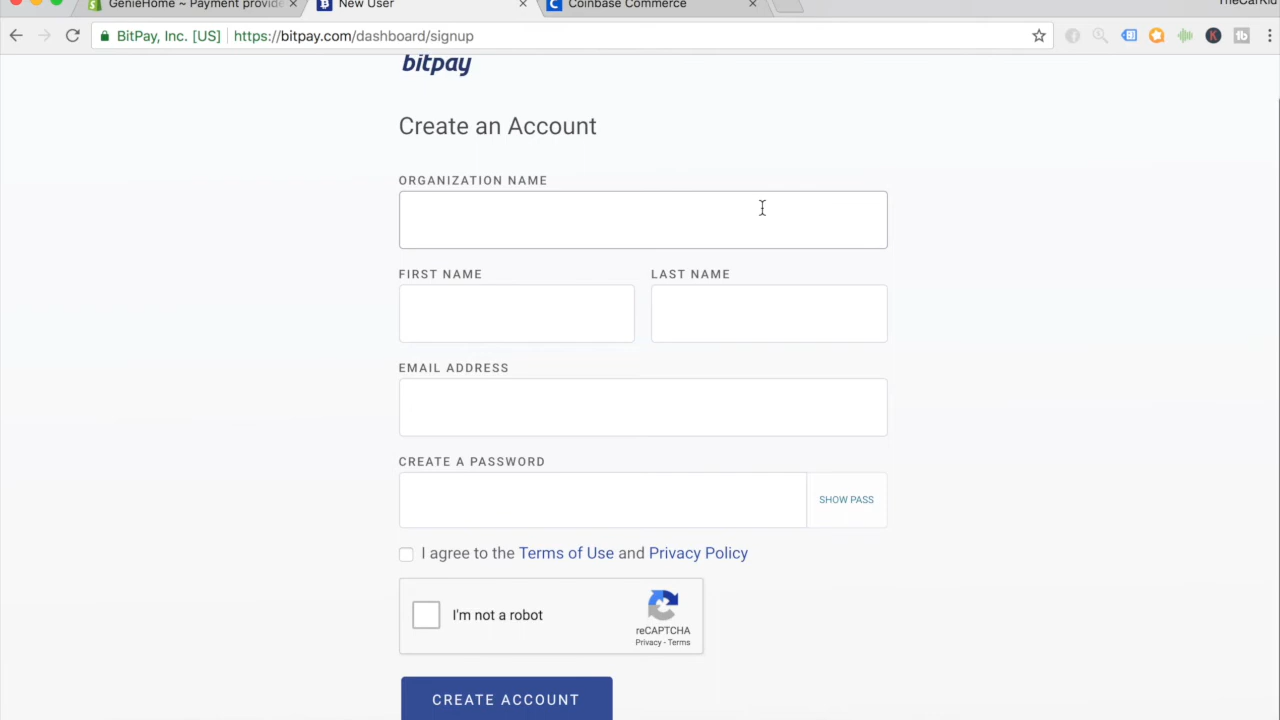 GenieHome ~ Payment provide
New User
Coinbase Commerce
TheCarKid
BitPay, Inc. [US]
https://bitpay.com/dashboard/signup
bitpay
Create an Account
ORGANIZATION NAME
FIRST NAME
LAST NAME
EMAIL ADDRESS
CREATE A PASSWORD
SHOW PASS
I agree to the Terms of Use and Privacy Policy
I'm not a robot
reCAPTCHA
Privacy - Terms
CREATE ACCOUNT